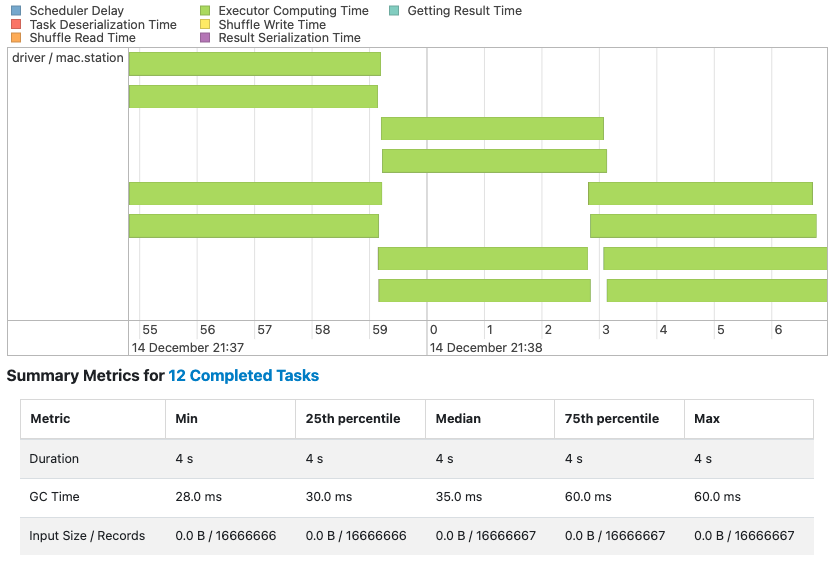 Scheduler Delay Executor Computing Time Getting Result Time
Task Deserialization Time Shuffle Write Time
Shuffle Read Time Result Serialization Time
driver / mac.station
55 56 57 58 59 0 1 2 3 4 5 6
14 December 21:37 14 December 21:38
Summary Metrics for 12 Completed Tasks
Metric Min 25th percentile Median 75th percentile Max
Duration 4 s 4 s 4 s 4 s 4 s
GC Time 28.0 ms 30.0 ms 35.0 ms 60.0 ms 60.0 ms
Input Size / Records 0.0 B / 16666666 0.0 B / 16666666 0.0 B / 16666667 0.0 B / 16666667 0.0 B / 16666667